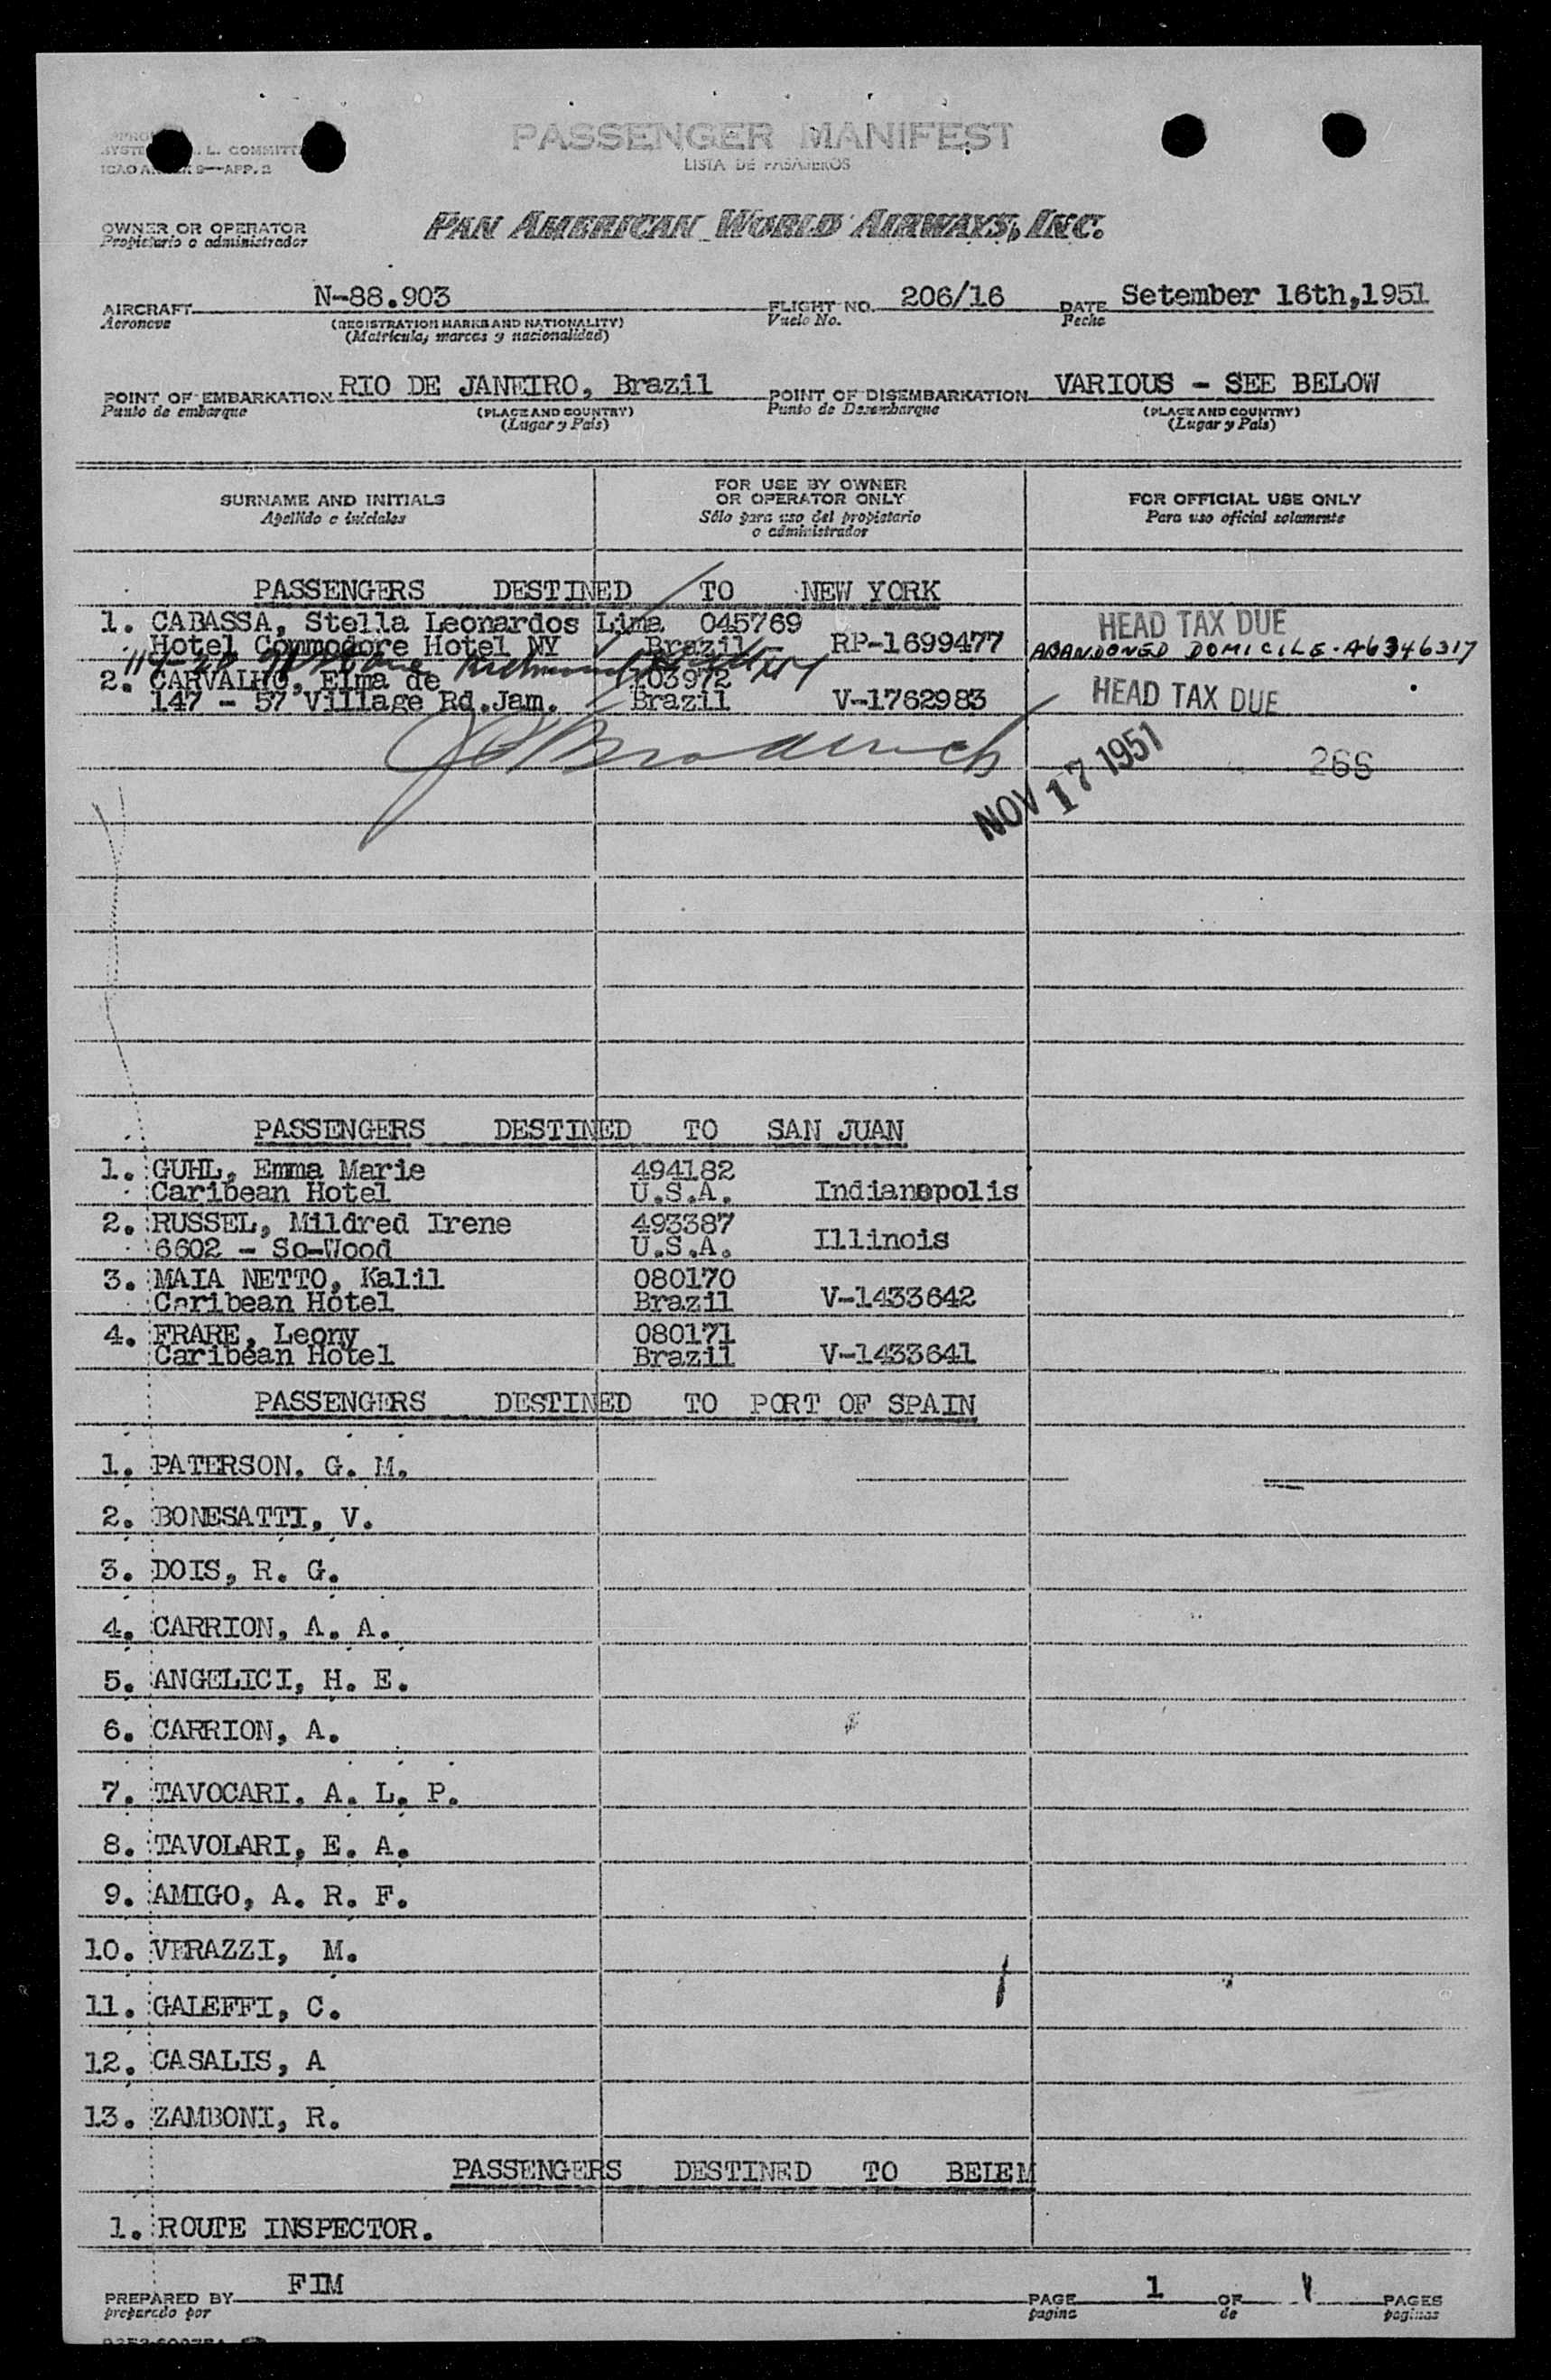 L. COMMITT
PASSENGER MANIFEST
LISTA DE PASAJEROS
OWNER OR OPERATOR
Propietario o administrador
PAN AMERICAN WORLD AIRWAYS, INC.
AIRCRAFT N-88.903 FLIGHT NO. 206/16 DATE Setember 16th,1951
Aeronave (REGISTRATION MARKS AND NATIONALITY) Vuelo No. Fecha
(Matricula, marcas y nacionalidad)
POINT OF EMBARKATION RIO DE JANEIRO, Brazil POINT OF DISEMBARKATION VARIOUS - SEE BELOW
Punto de embarque (PLACE AND COUNTRY) Punto de Desembarque (PLACE AND COUNTRY)
(Lugar y País) (Lugar y País)
SURNAME AND INITIALS FOR USE BY OWNER OR OPERATOR ONLY FOR OFFICIAL USE ONLY
Apellido e iniciales Sólo para uso del propietario o administrador Para uso oficial solamente
PASSENGERS DESTINED TO NEW YORK
1. CABASSA, Stella Leonardos Lima 045769 HEAD TAX DUE
Hotel Commodore Hotel NY Brazil RP-1699477 ABANDONED DOMICILE-A6346317
2. CARVALHO, Elma de 103972
147 - 57 Village Rd.Jam. Brazil V-1762983 HEAD TAX DUE
NOV 17 1951 266
PASSENGERS DESTINED TO SAN JUAN
1. GUHL, Emma Marie 494182
Caribean Hotel U.S.A. Indianapolis
2. RUSSEL, Mildred Irene 493387
6602 - So-Wood U.S.A. Illinois
3. MAIA NETTO, Kalil 080170
Caribean Hotel Brazil V-1433642
4. FRARE, Leony 080171
Caribean Hotel Brazil V-1433641
PASSENGERS DESTINED TO PORT OF SPAIN
1. PATERSON. G. M.
2. BONESATTI, V.
3. DOIS, R. G.
4. CARRION, A. A.
5. ANGELICI, H. E.
6. CARRION, A.
7. TAVOCARI. A. L. P.
8. TAVOLARI, E. A.
9. AMIGO, A. R. F.
10. VERAZZI, M.
11. GALEFFI, C.
12. CASALIS, A
13. ZAMBONI, R.
PASSENGERS DESTINED TO BELEM
1. ROUTE INSPECTOR.
PREPARED BY FIM PAGE 1 OF 1 PAGES
preparado por pagina de paginas